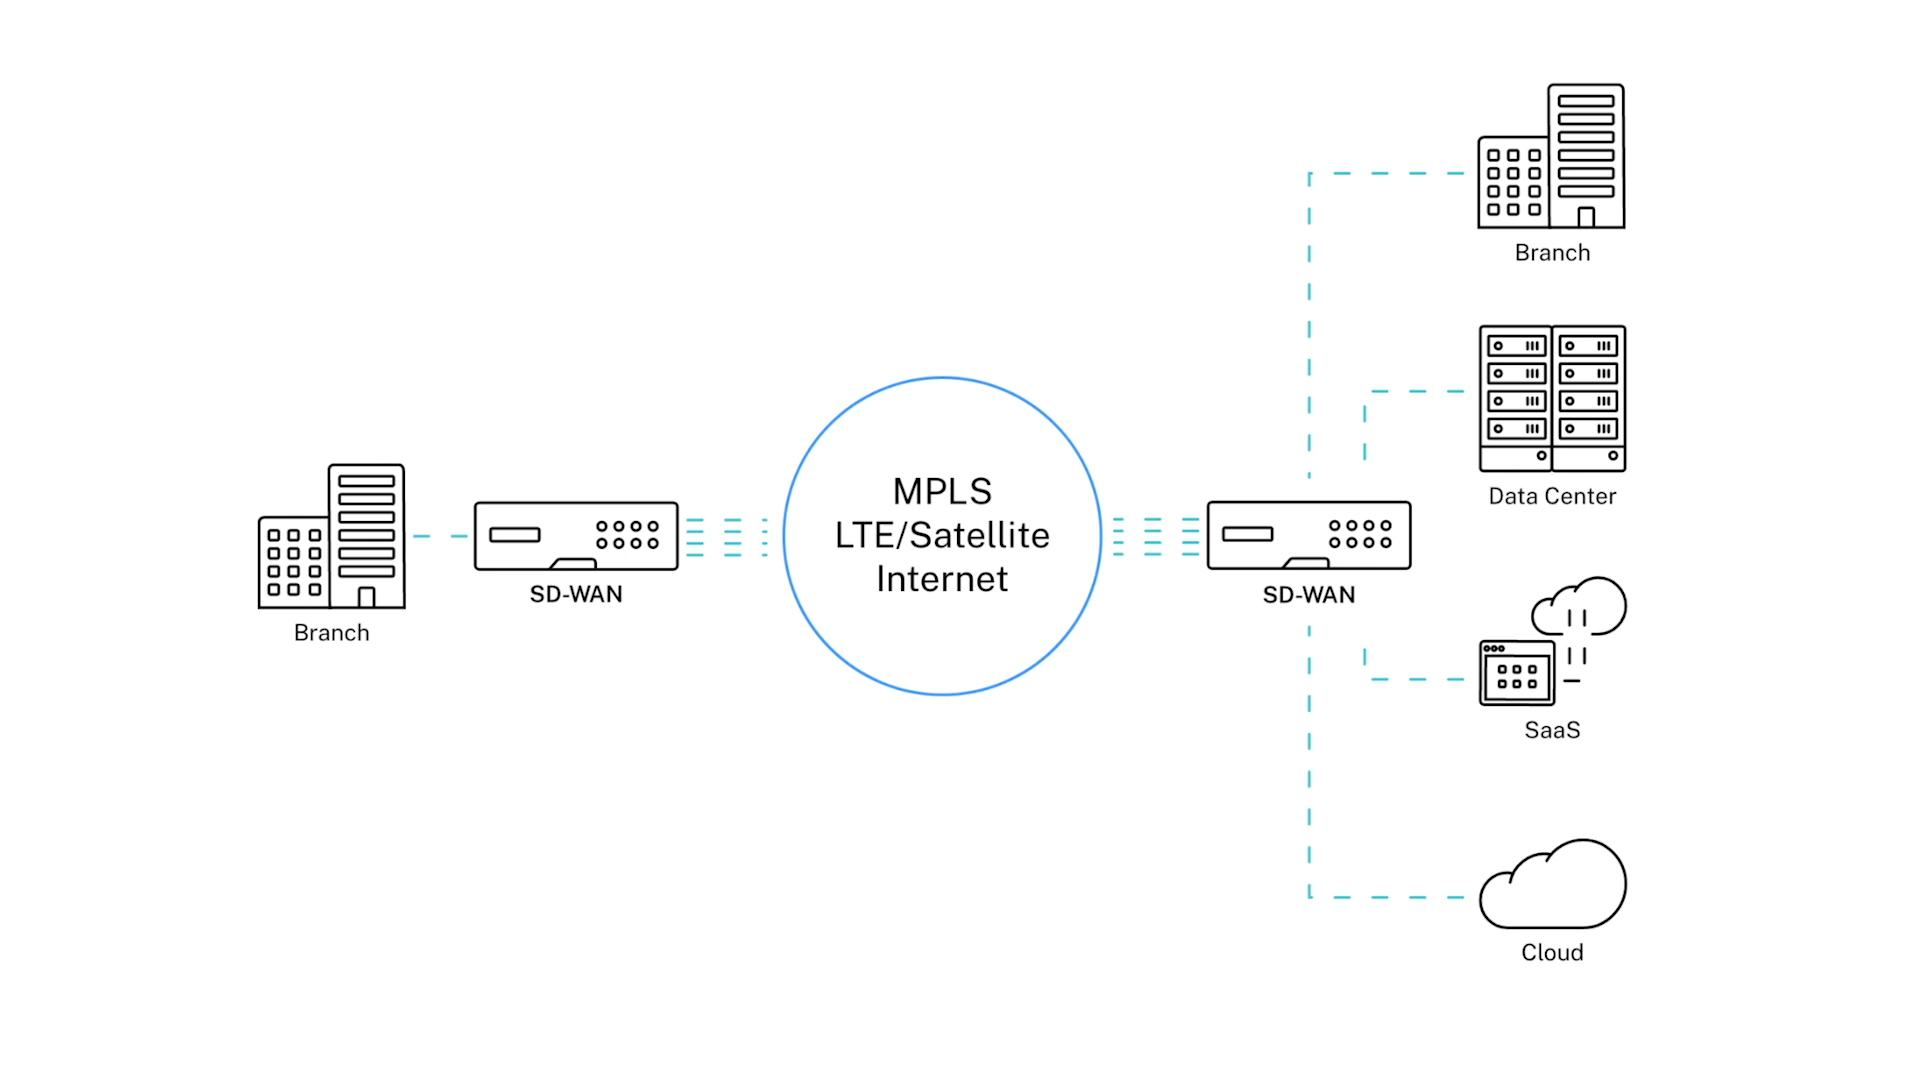 Branch
SD-WAN
MPLS
LTE/Satellite
Internet
SD-WAN
Branch
Data Center
SaaS
Cloud